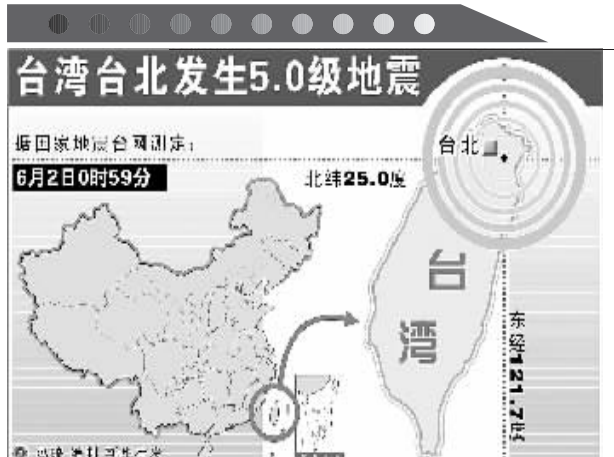 台湾台北发生5.0级地震
据国家地震台网测定：
6月2日0时59分
北纬25.0度
台北
台湾
东经121.7度